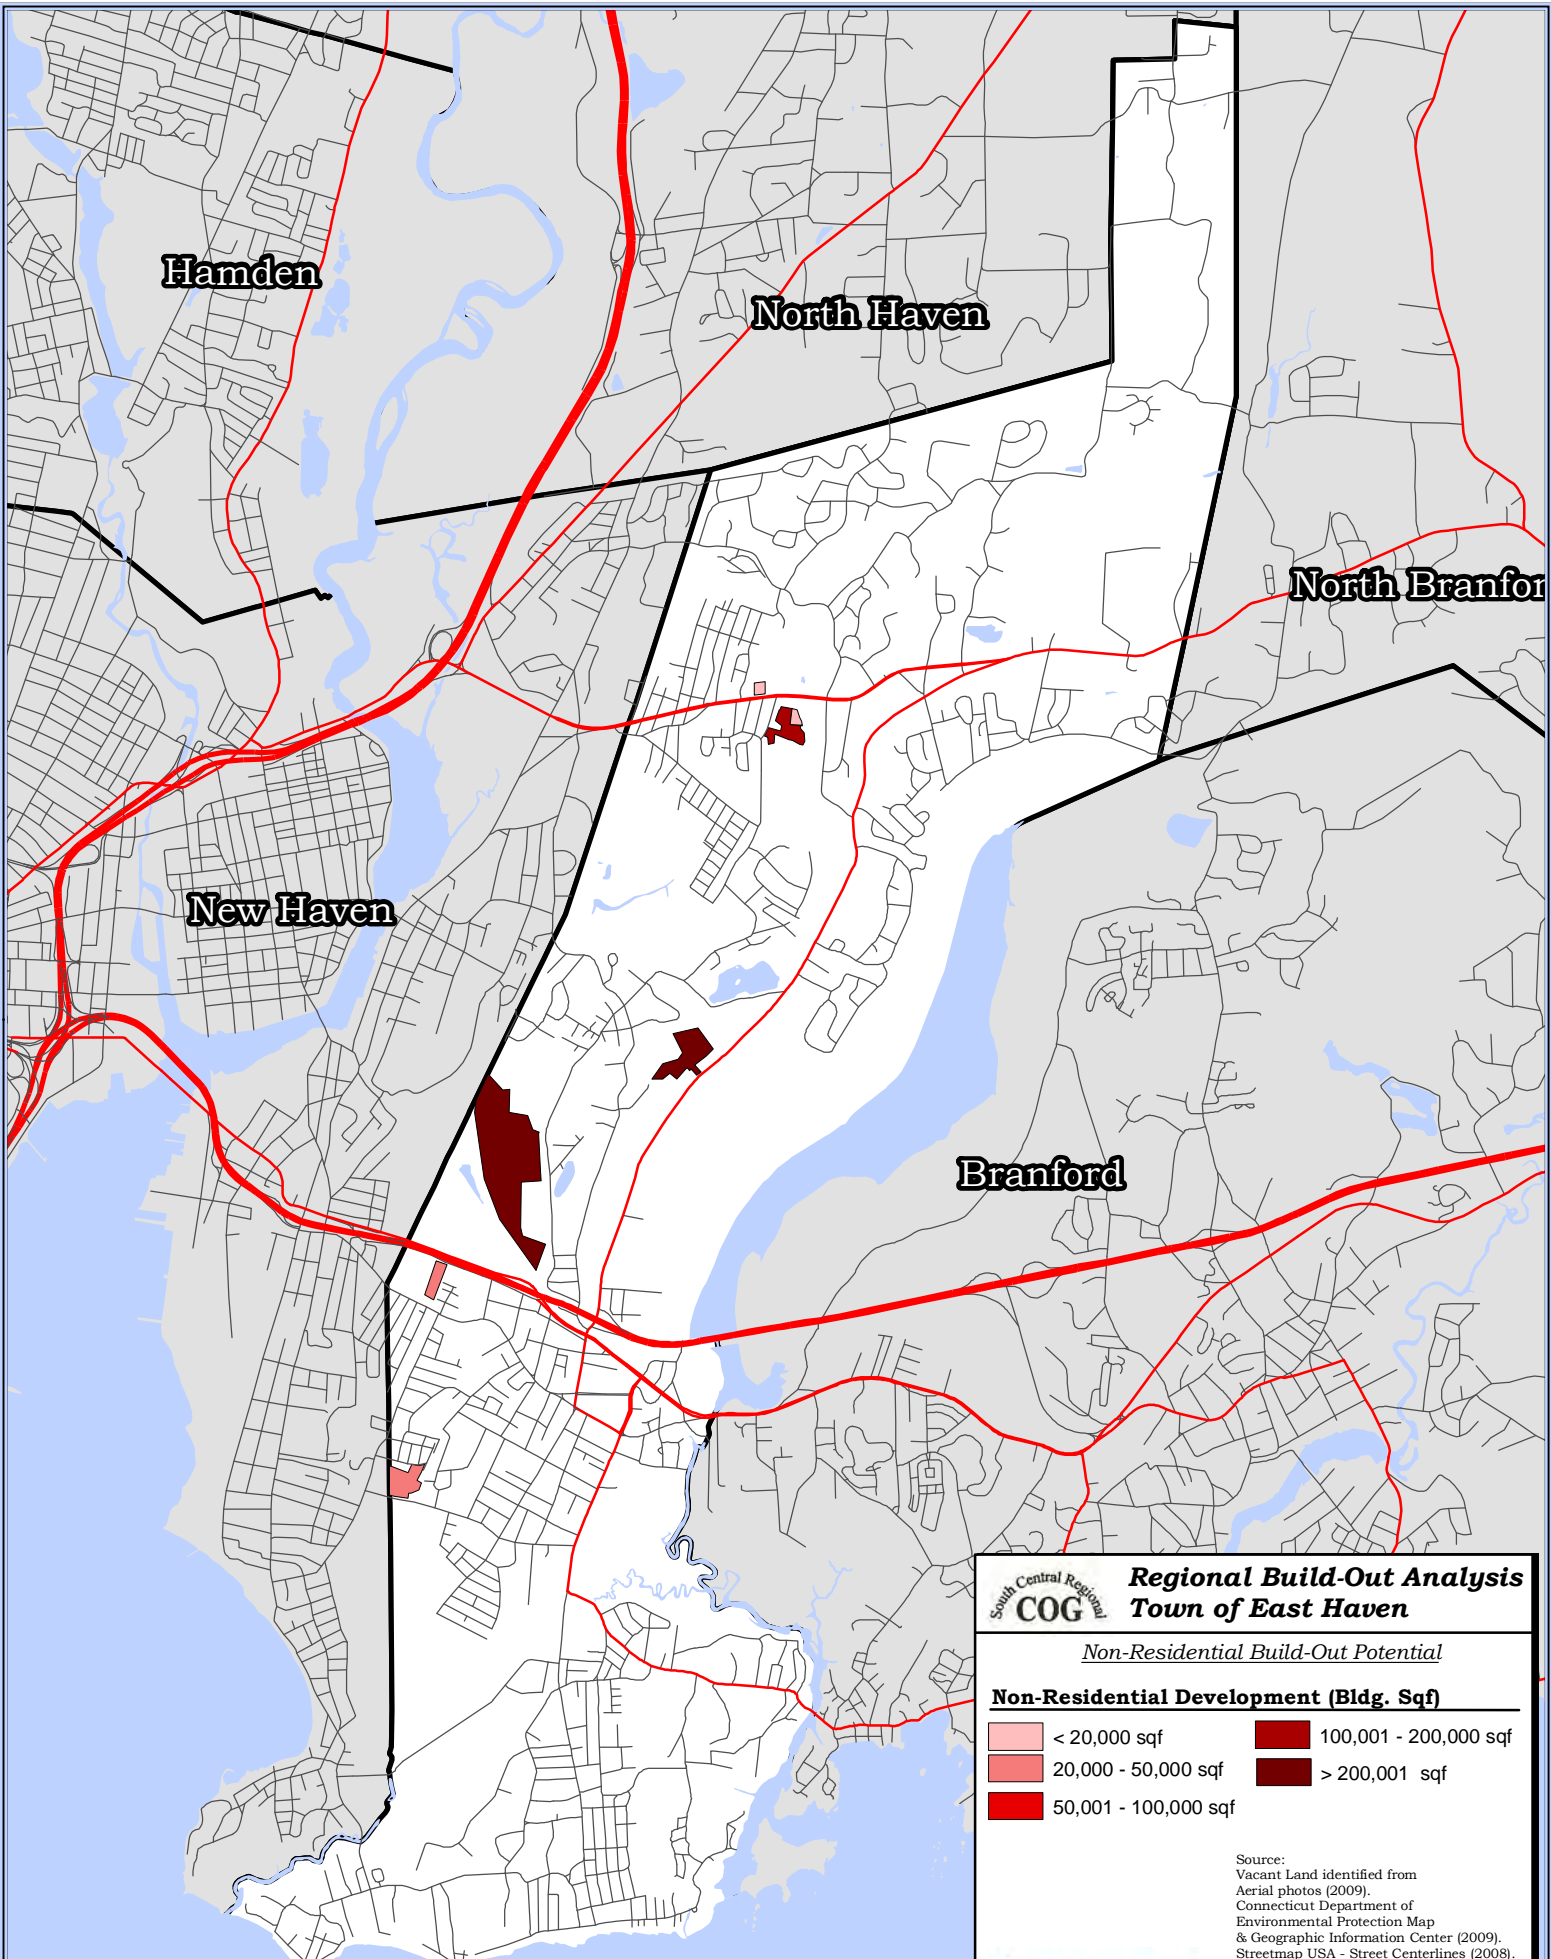 Hamden
North Haven
North Branfor
New Haven
Branford
South Central Regional
COG
Regional Build-Out Analysis
Town of East Haven
Non-Residential Build-Out Potential
Non-Residential Development (Bldg. Sqf)
< 20,000 sqf
20,000 - 50,000 sqf
50,001 - 100,000 sqf
100,001 - 200,000 sqf
> 200,001 sqf
Source:
Vacant Land identified from
Aerial photos (2009).
Connecticut Department of
Environmental Protection Map
& Geographic Information Center (2009).
Streetmap USA - Street Centerlines (2008).